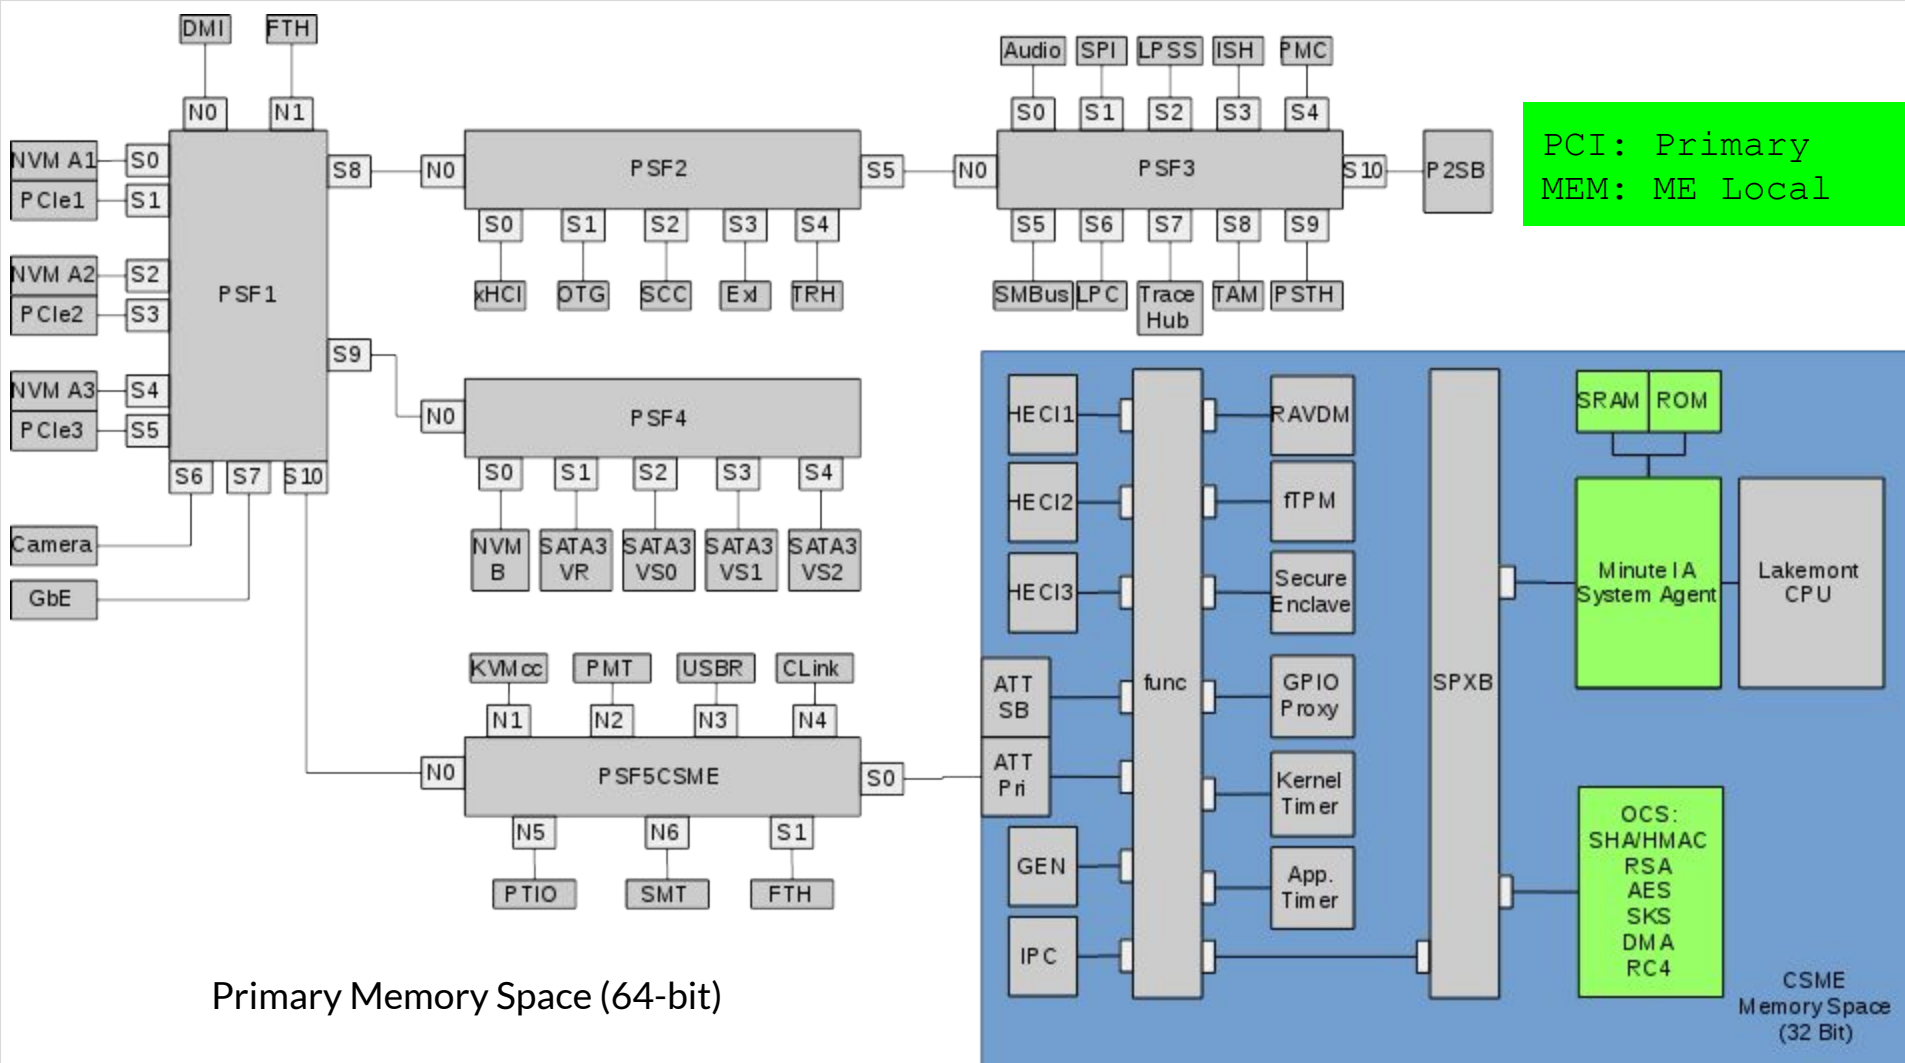 DMI
FTH
N0
N1
NVM A1
S0
PCIe1
S1
NVM A2
S2
PCIe2
S3
NVM A3
S4
PCIe3
S5
PSF1
S8
S9
S6
S7
S10
Camera
GbE
N0
PSF2
S5
S0
S1
S2
S3
S4
xHCI
OTG
SCC
ExI
TRH
Audio
SPI
LPSS
ISH
PMC
S0
S1
S2
S3
S4
N0
PSF3
S10
P2SB
S5
S6
S7
S8
S9
SMBus
LPC
Trace
Hub
TAM
PSTH
PCI: Primary
MEM: ME Local
N0
PSF4
S0
S1
S2
S3
S4
NVM
B
SATA3
VR
SATA3
VS0
SATA3
VS1
SATA3
VS2
KVMcc
PMT
USBR
CLink
N1
N2
N3
N4
N0
PSF5CSME
S0
N5
N6
S1
PTIO
SMT
FTH
HECI1
HECI2
HECI3
ATT
SB
ATT
Pri
GEN
IPC
func
RAVDM
fTPM
Secure
Enclave
GPIO
Proxy
Kernel
Timer
App.
Timer
SPXB
SRAM
ROM
Minute IA
System Agent
Lakemont
CPU
OCS:
SHA/HMAC
RSA
AES
SKS
DMA
RC4
CSME
Memory Space
(32 Bit)
Primary Memory Space (64-bit)